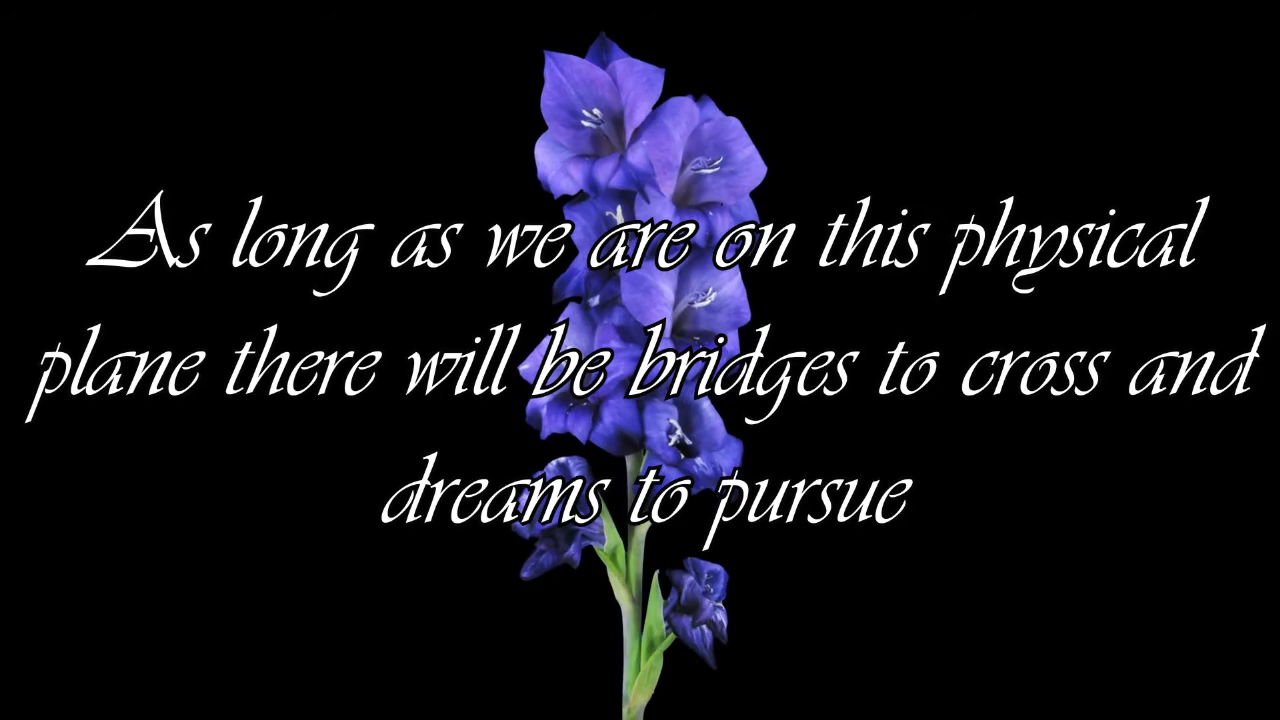 As long as we are on this physical
plane there will be bridges to cross and
dreams to pursue